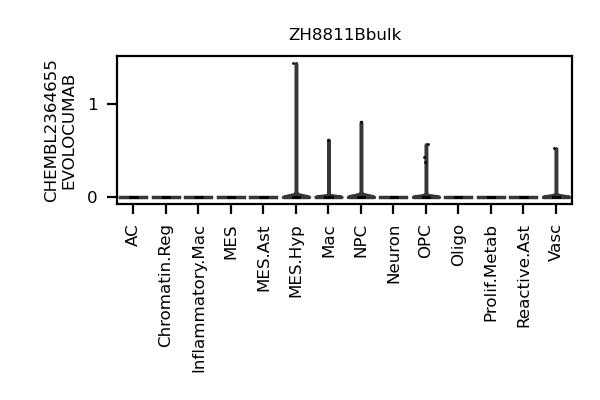 ZH8811Bbulk
CHEMBL2364655
EVOLOCUMAB
1
0
AC
Chromatin.Reg
Inflammatory.Mac
MES
MES.Ast
MES.Hyp
Mac
NPC
Neuron
OPC
Oligo
Prolif.Metab
Reactive.Ast
Vasc